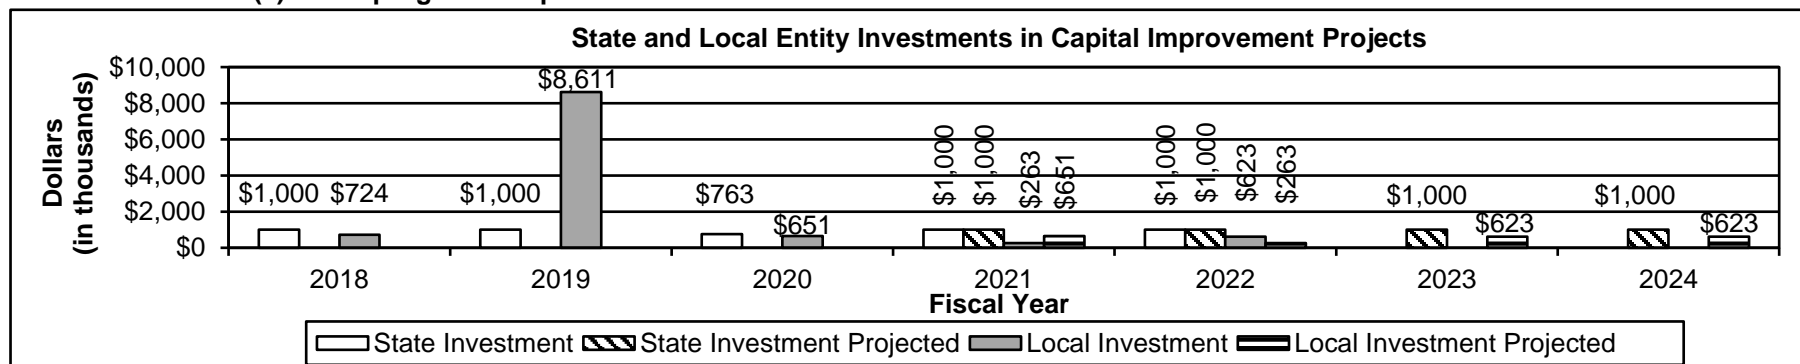 State and Local Entity Investments in Capital Improvement Projects
Dollars
(in thousands)
$10,000
$8,000
$6,000
$4,000
$2,000
$0
$1,000 $724
$1,000 $8,611
$763 $651
$1,000 $1,000 $263 $651
$1,000 $1,000 $623 $263
$1,000 $623
$1,000 $623
2018 2019 2020 2021 2022 2023 2024
Fiscal Year
State Investment State Investment Projected Local Investment Local Investment Projected